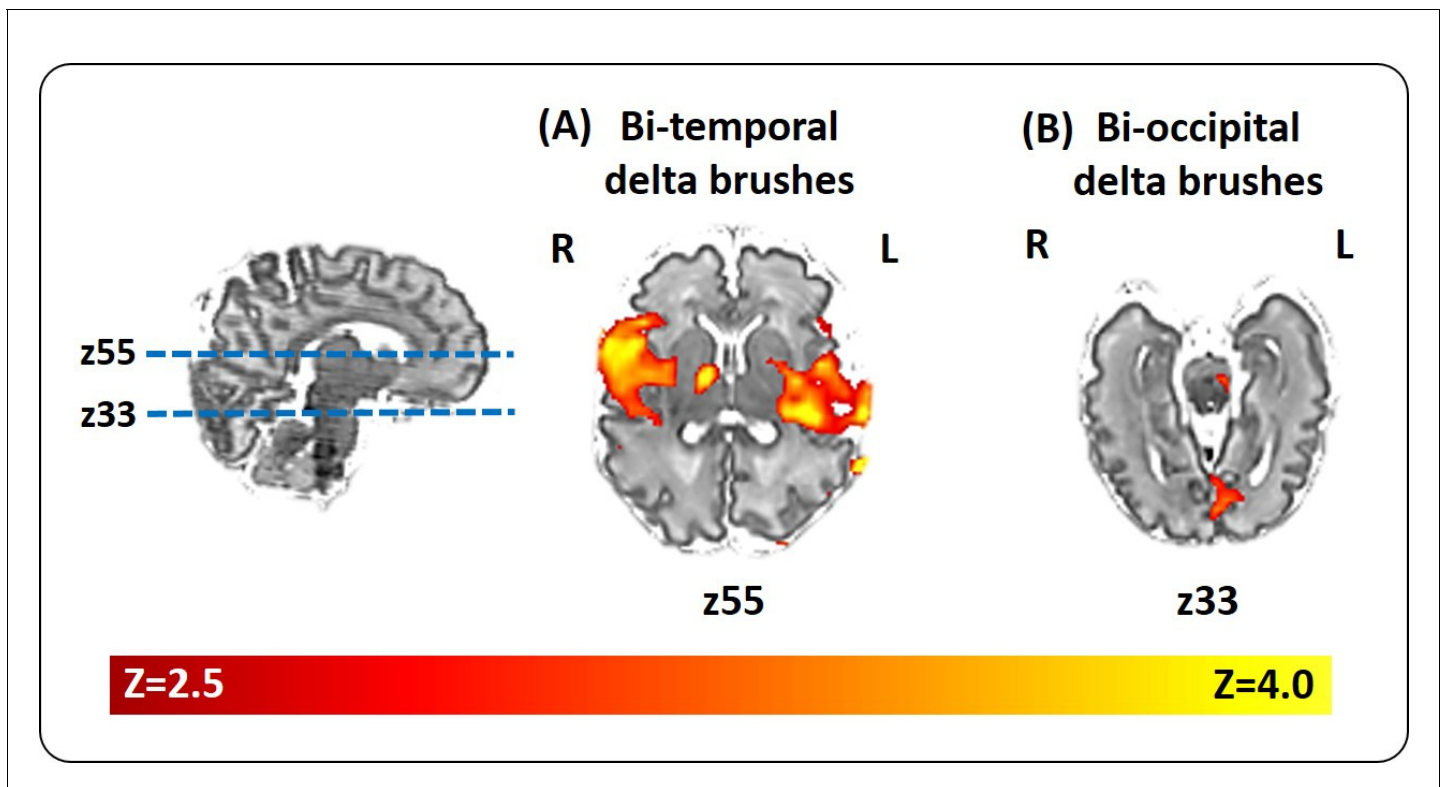 (A) Bi-temporal
delta brushes
(B) Bi-occipital
delta brushes
R
L
R
L
z55
z33
z55
z33
Z=2.5
Z=4.0